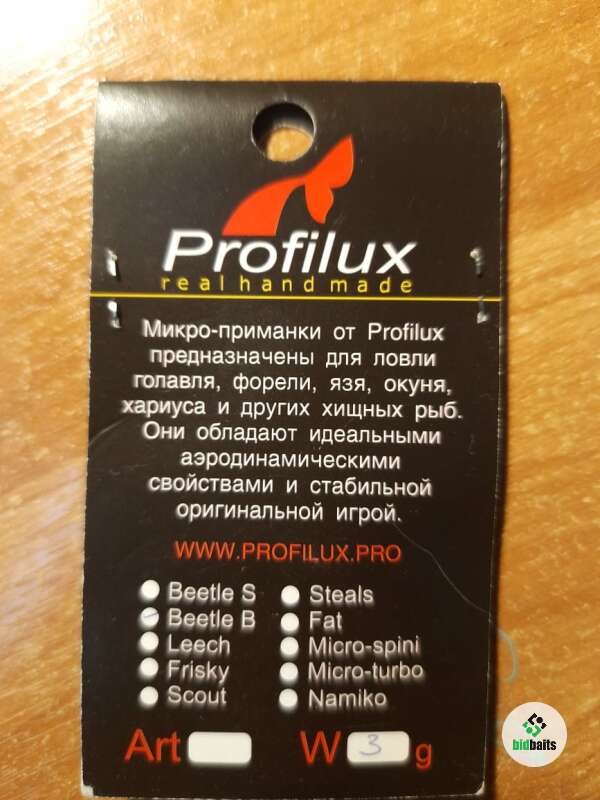 Profilux
real hand made
Микро-приманки от Profilux
предназначены для ловли
голавля, форели, язя, окуня,
хариуса и других хищных рыб.
Они обладают идеальными
аэродинамическими
свойствами и стабильной
оригинальной игрой.
WWW.PROFILUX.PRO
Beetle S
Beetle B
Leech
Frisky
Scout
Steals
Fat
Micro-spini
Micro-turbo
Namiko
Art
W 3 g
bidbaits